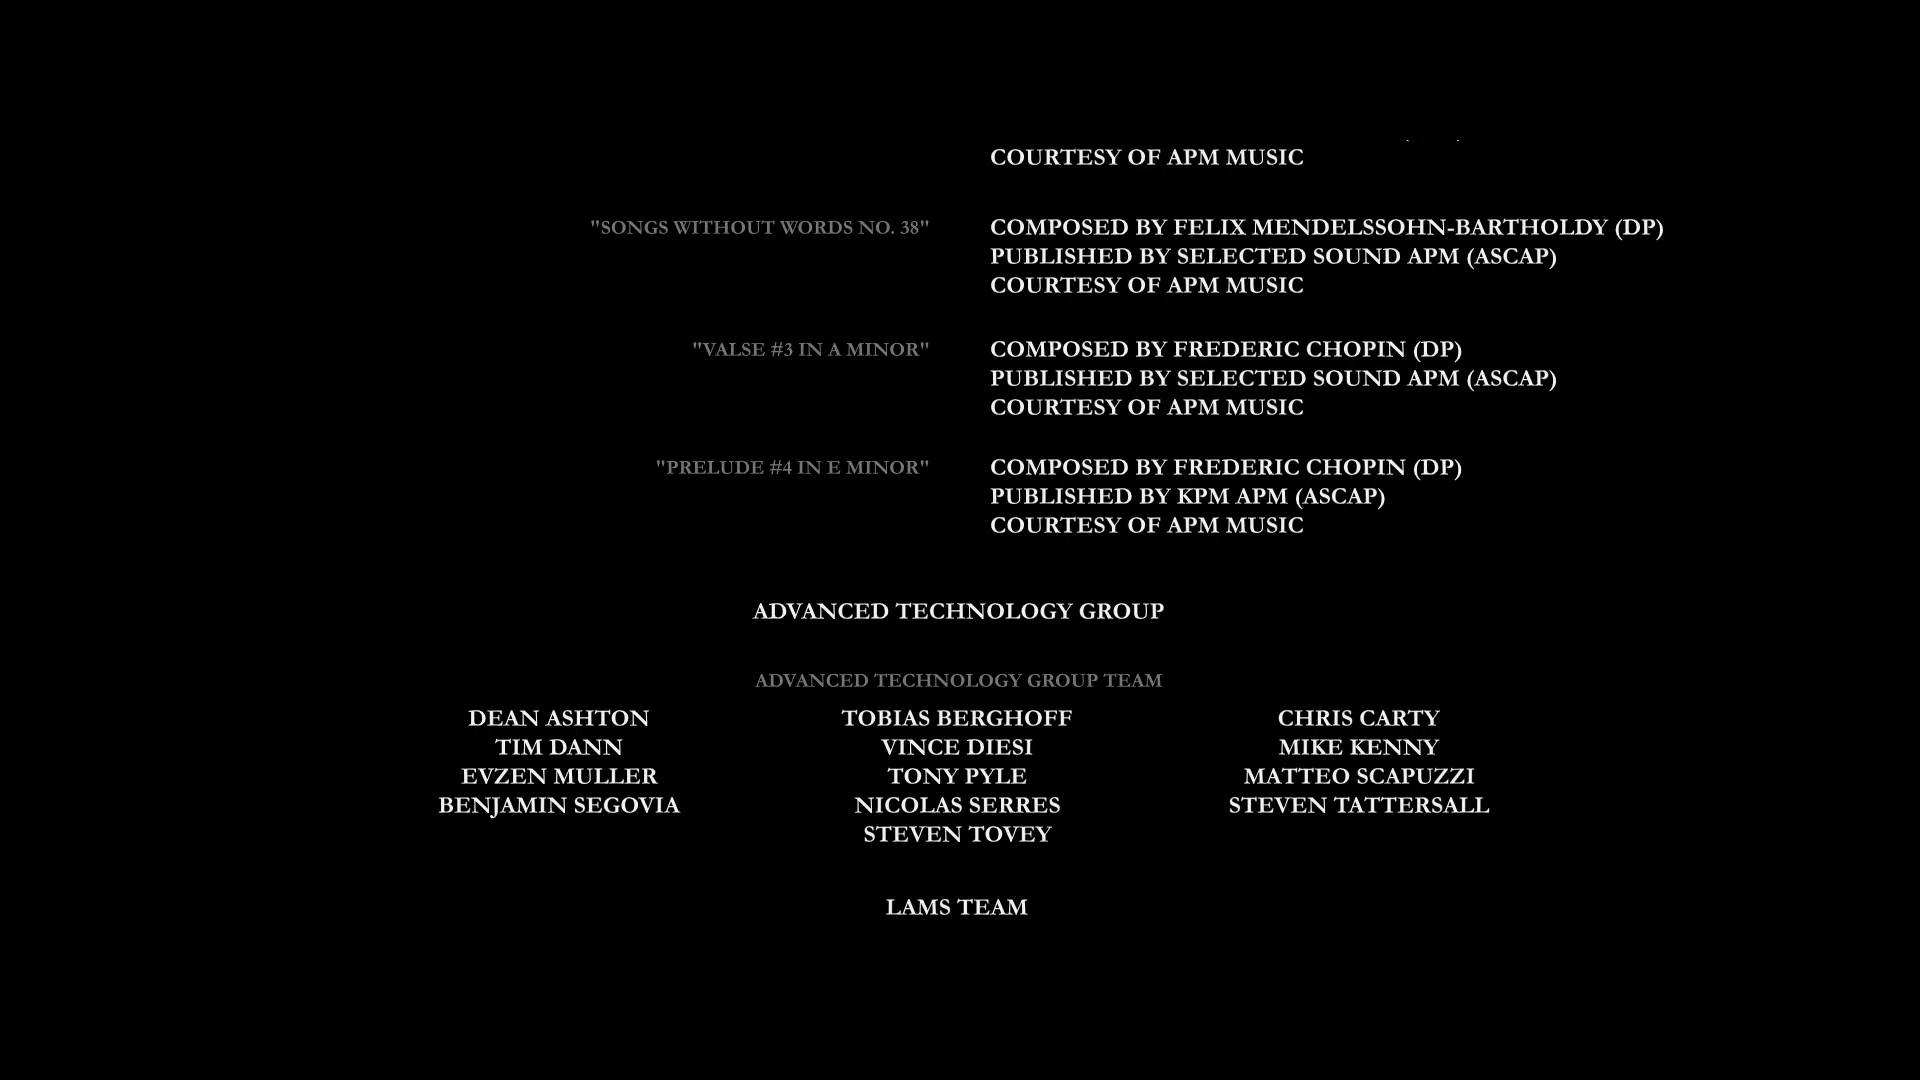 COURTESY OF APM MUSIC
"SONGS WITHOUT WORDS NO. 38" COMPOSED BY FELIX MENDELSSOHN-BARTHOLDY (DP)
PUBLISHED BY SELECTED SOUND APM (ASCAP)
COURTESY OF APM MUSIC
"VALSE #3 IN A MINOR" COMPOSED BY FREDERIC CHOPIN (DP)
PUBLISHED BY SELECTED SOUND APM (ASCAP)
COURTESY OF APM MUSIC
"PRELUDE #4 IN E MINOR" COMPOSED BY FREDERIC CHOPIN (DP)
PUBLISHED BY KPM APM (ASCAP)
COURTESY OF APM MUSIC
ADVANCED TECHNOLOGY GROUP
ADVANCED TECHNOLOGY GROUP TEAM
DEAN ASHTON TOBIAS BERGHOFF CHRIS CARTY
TIM DANN VINCE DIESI MIKE KENNY
EVZEN MULLER TONY PYLE MATTEO SCAPUZZI
BENJAMIN SEGOVIA NICOLAS SERRES STEVEN TATTERSALL
STEVEN TOVEY
LAMS TEAM